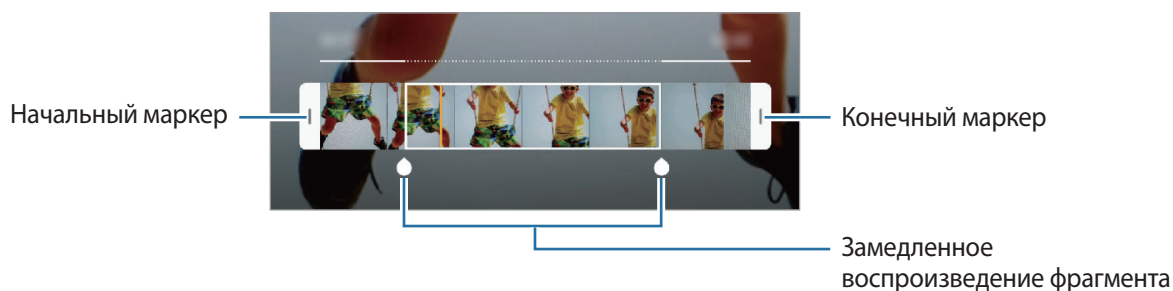 Начальный маркер
Конечный маркер
Замедленное
воспроизведение фрагмента